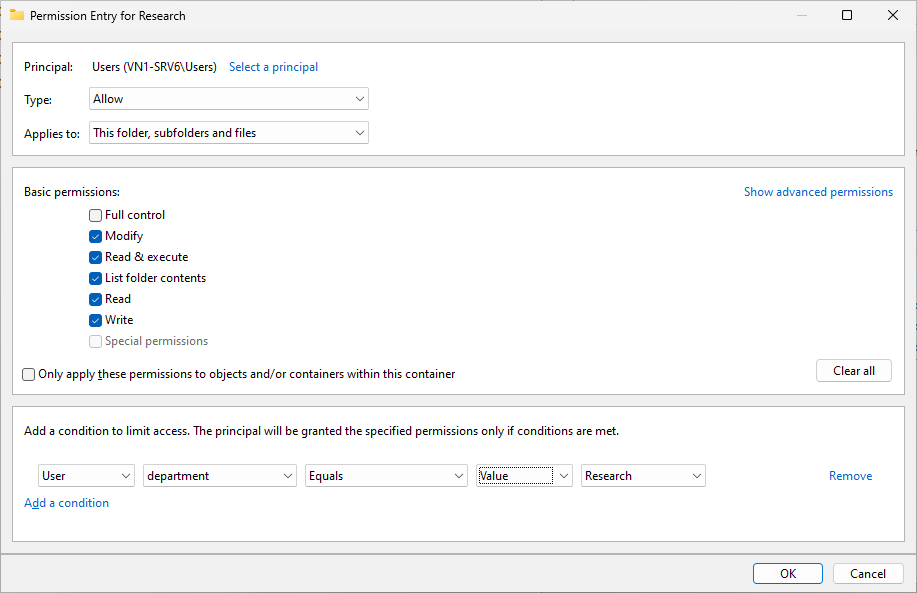 Permission Entry for Research
Principal: Users (VN1-SRV6\Users) Select a principal
Type: Allow
Applies to: This folder, subfolders and files
Basic permissions: Show advanced permissions
Full control
Modify
Read & execute
List folder contents
Read
Write
Special permissions
Only apply these permissions to objects and/or containers within this container Clear all
Add a condition to limit access. The principal will be granted the specified permissions only if conditions are met.
User department Equals Value Research Remove
Add a condition
OK Cancel